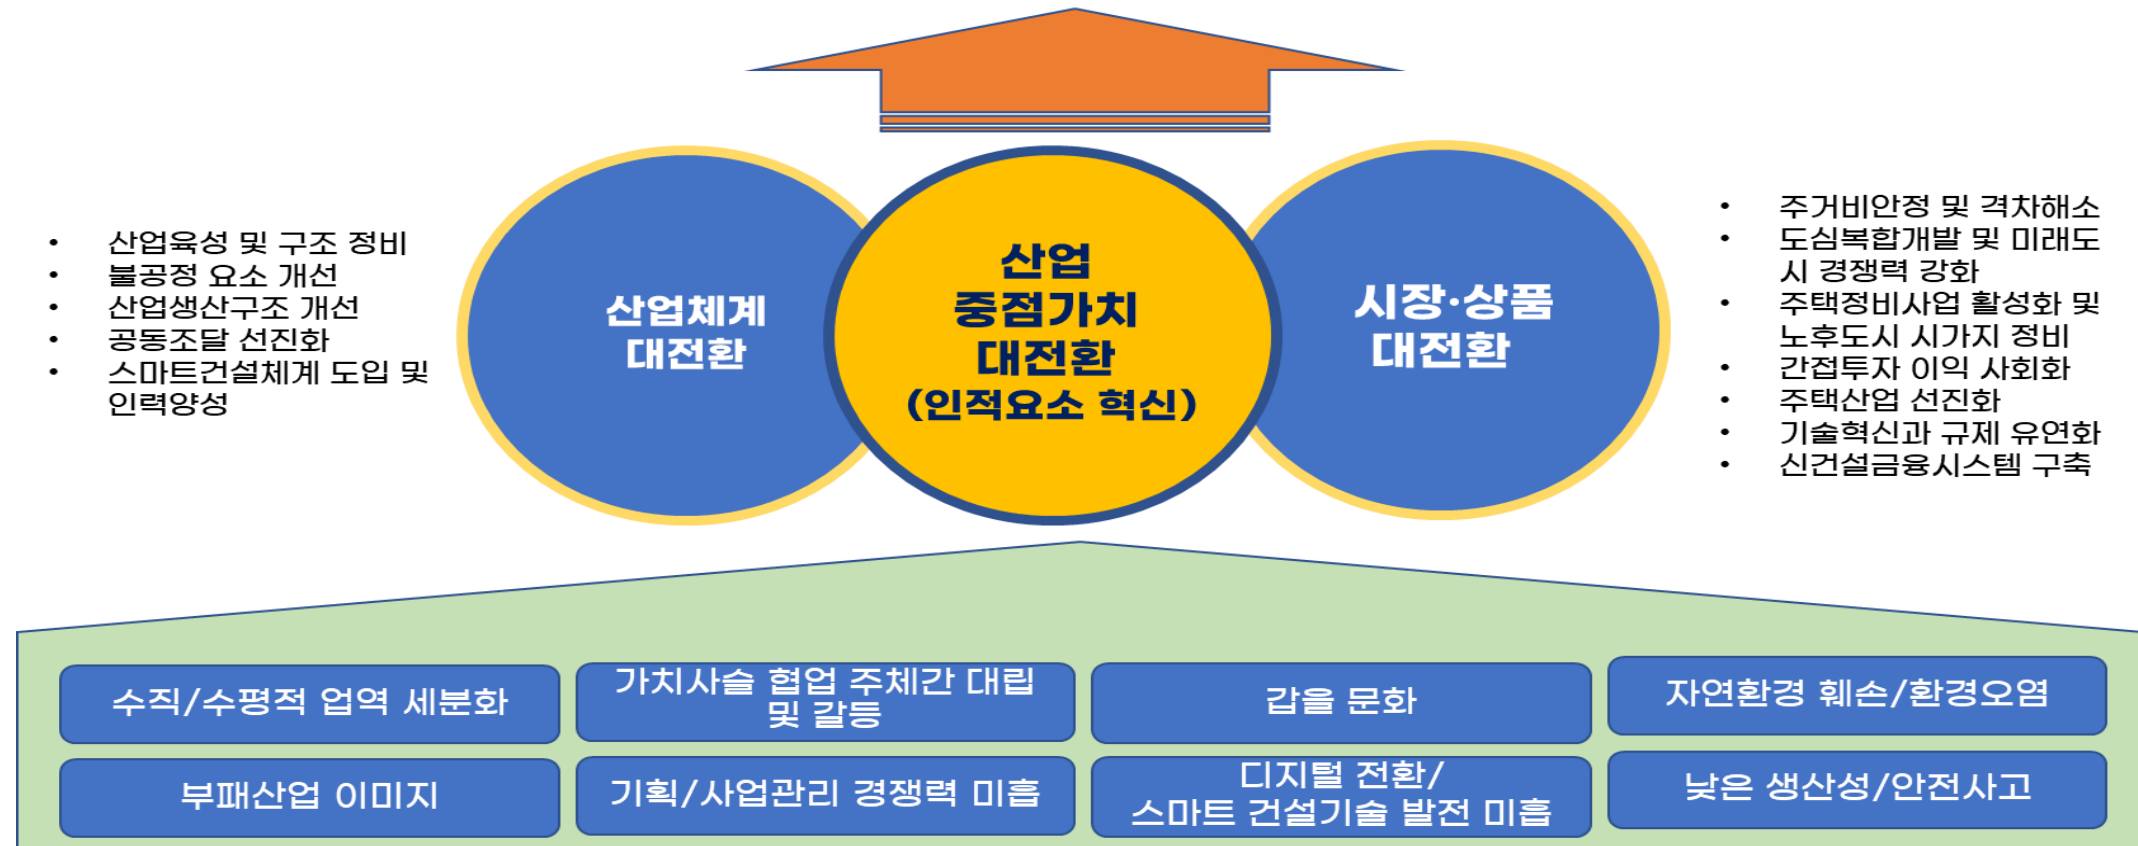 • 산업육성 및 구조 정비
• 불공정 요소 개선
• 산업생산구조 개선
• 공동조달 선진화
• 스마트건설체계 도입 및
인력양성
산업체계
대전환
산업
중점가치
대전환
(인적요소 혁신)
시장·상품
대전환
• 주거비안정 및 격차해소
• 도심복합개발 및 미래도
시 경쟁력 강화
• 주택정비사업 활성화 및
노후도시 시가지 정비
• 간접투자 이익 사회화
• 주택산업 선진화
• 기술혁신과 규제 유연화
• 신건설금융시스템 구축
수직/수평적 업역 세분화
가치사슬 협업 주체간 대립
및 갈등
갑을 문화
자연환경 훼손/환경오염
부패산업 이미지
기획/사업관리 경쟁력 미흡
디지털 전환/
스마트 건설기술 발전 미흡
낮은 생산성/안전사고